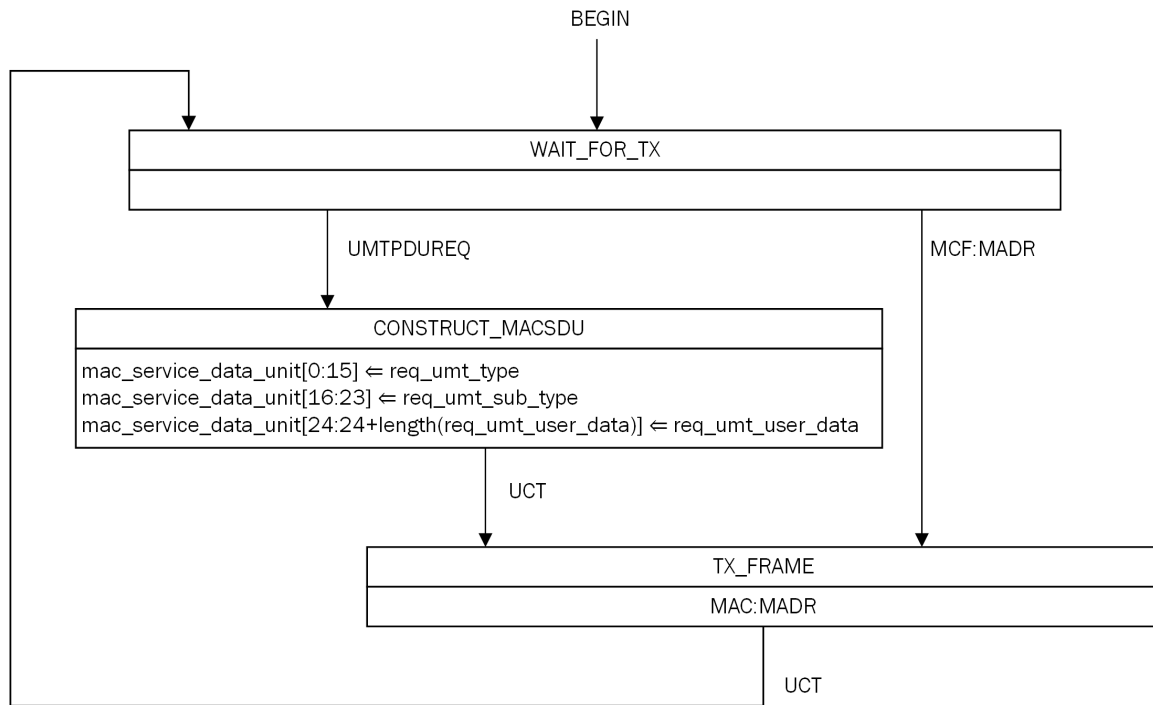 BEGIN
WAIT_FOR_TX
UMTPDUREQ
MCF:MADR
CONSTRUCT_MACSDU
mac_service_data_unit[0:15] ⇐ req_umt_type
mac_service_data_unit[16:23] ⇐ req_umt_sub_type
mac_service_data_unit[24:24+length(req_umt_user_data)] ⇐ req_umt_user_data
UCT
TX_FRAME
MAC:MADR
UCT